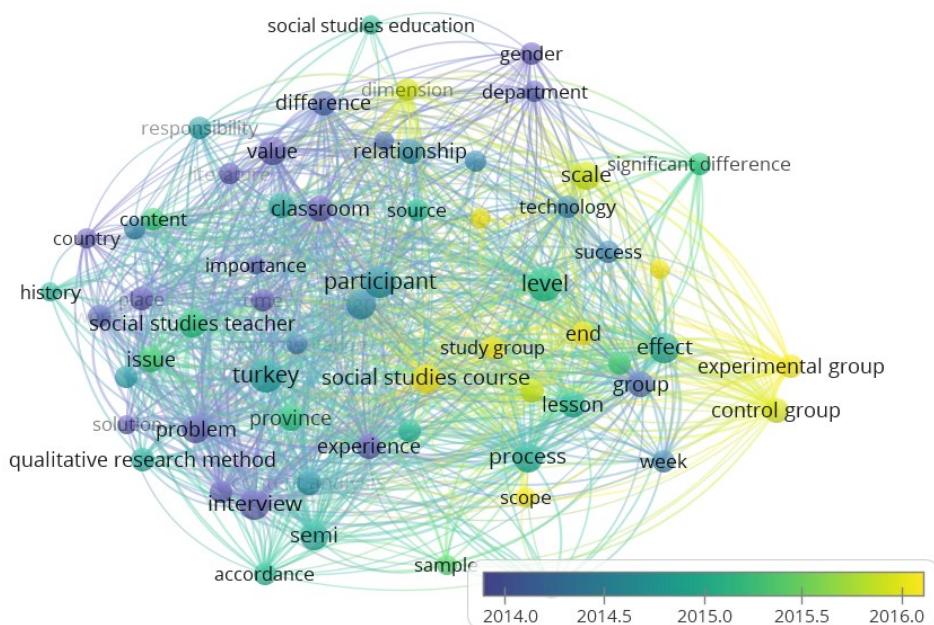 social studies education
gender
dimension
department
difference
responsibility
value
relationship
literature
scale
significant difference
classroom
source
technology
content
country
success
importance
participant
level
history
place
time
social studies teacher
end
study group
effect
issue
experimental group
turkey
social studies course
group
lesson
control group
province
solution
problem
experience
qualitative research method
process
week
interview
scope
semi
sample
accordance
2014.0
2014.5
2015.0
2015.5
2016.0